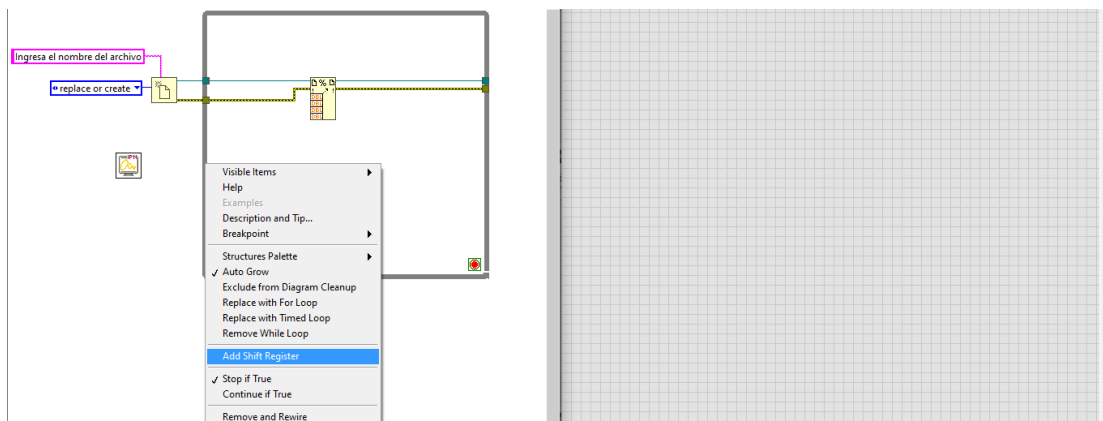 Ingresa el nombre del archivo
replace or create
Visible Items
Help
Examples
Description and Tip...
Breakpoint
Structures Palette
Auto Grow
Exclude from Diagram Cleanup
Replace with For Loop
Replace with Timed Loop
Remove While Loop
Add Shift Register
Stop if True
Continue if True
Remove and Rewire